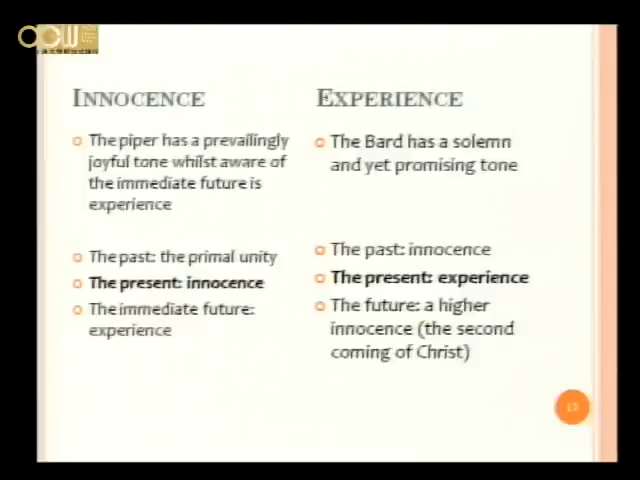 INNOCENCE
The piper has a prevailingly
joyful tone whilst aware of
the immediate future is
experience
The past: the primal unity
The present: innocence
The immediate future:
experience
EXPERIENCE
The Bard has a solemn
and yet promising tone
The past: innocence
The present: experience
The future: a higher
innocence (the second
coming of Christ)